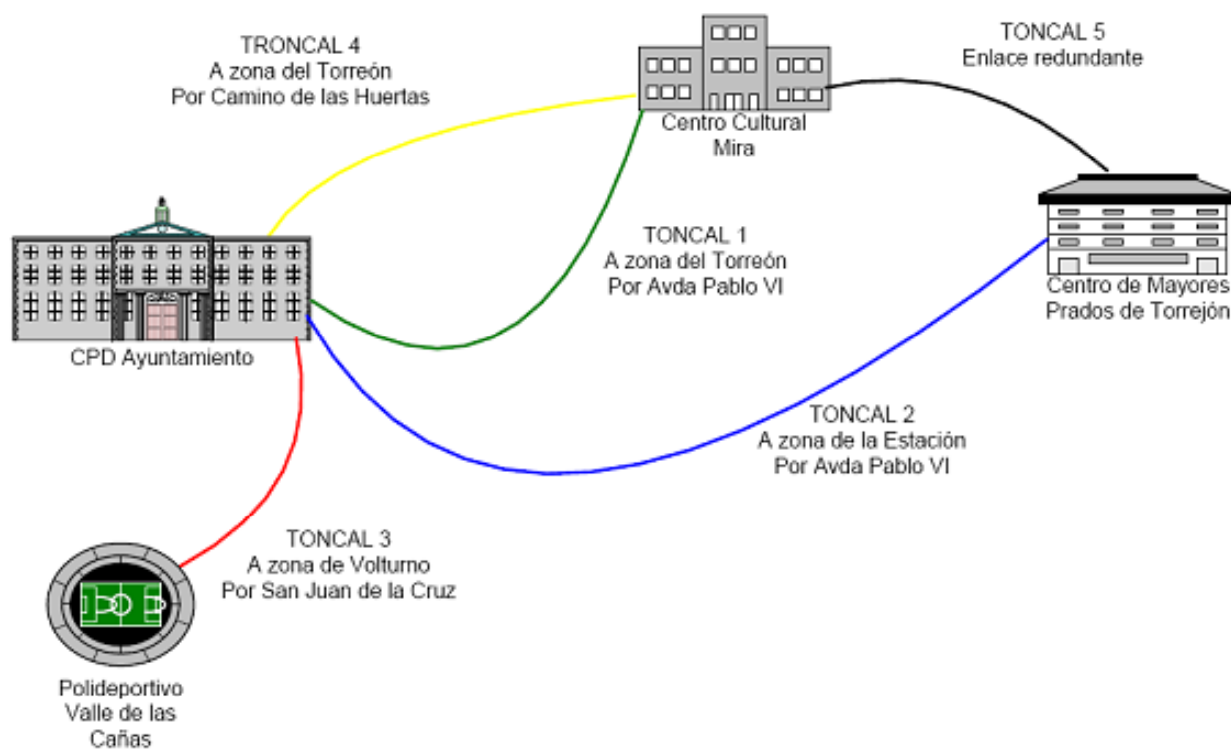 TRONCAL 4
A zona del Torreón
Por Camino de las Huertas
TONCAL 5
Enlace redundante
Centro Cultural
Mira
TONCAL 1
A zona del Torreón
Por Avda Pablo VI
Centro de Mayores
Prados de Torrejón
CPD Ayuntamiento
TONCAL 2
A zona de la Estación
Por Avda Pablo VI
TONCAL 3
A zona de Volturno
Por San Juan de la Cruz
Polideportivo
Valle de las
Cañas